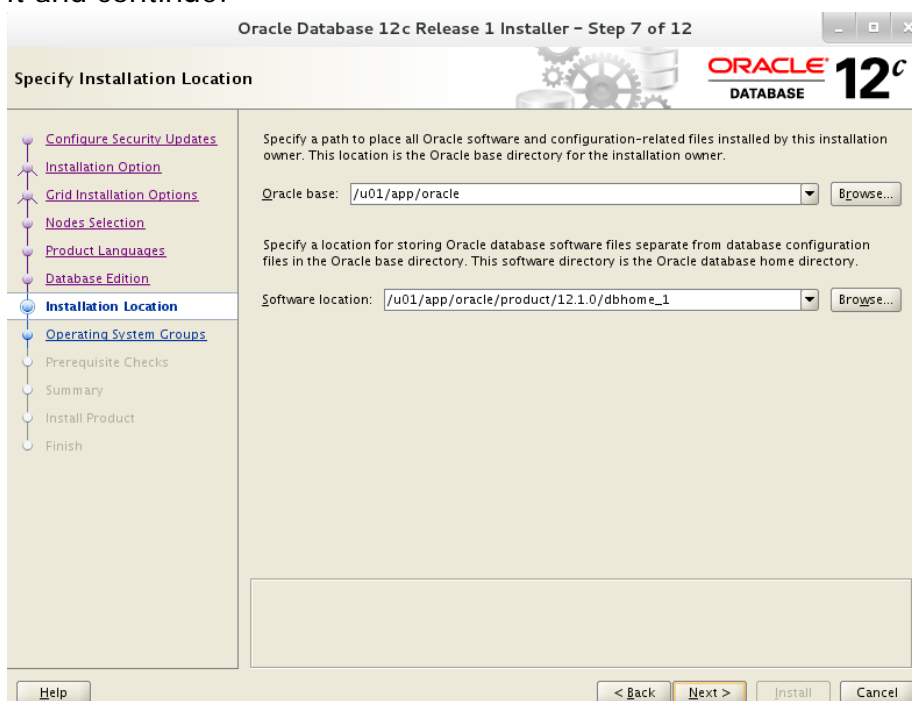 it and continue.
Oracle Database 12c Release 1 Installer – Step 7 of 12
Specify Installation Location
ORACLE
DATABASE
12c
Configure Security Updates
Installation Option
Grid Installation Options
Nodes Selection
Product Languages
Database Edition
Installation Location
Operating System Groups
Prerequisite Checks
Summary
Install Product
Finish
Specify a path to place all Oracle software and configuration-related files installed by this installation
owner. This location is the Oracle base directory for the installation owner.
Oracle base: /u01/app/oracle Browse...
Specify a location for storing Oracle database software files separate from database configuration
files in the Oracle base directory. This software directory is the Oracle database home directory.
Software location: /u01/app/oracle/product/12.1.0/dbhome_1 Browse...
Help < Back Next > Install Cancel